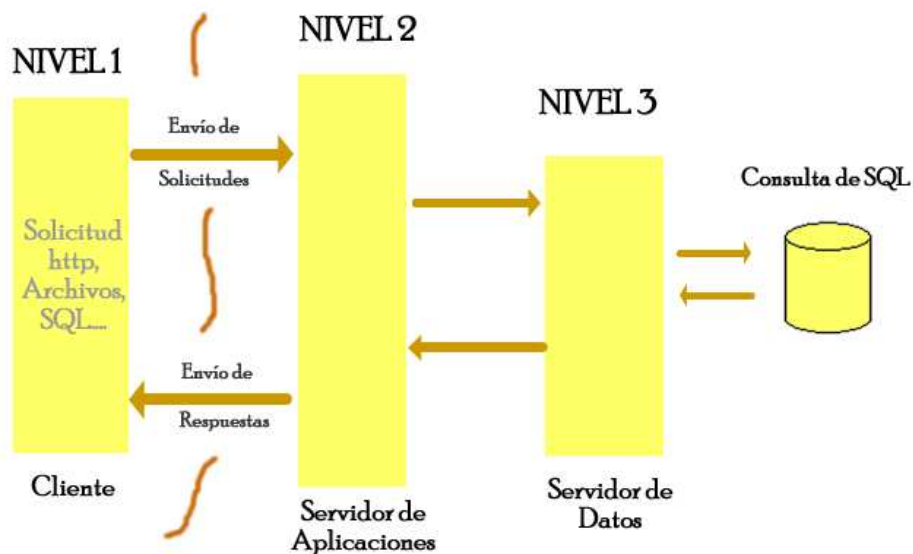 NIVEL 1
NIVEL 2
NIVEL 3
Envío de
Solicitudes
Consulta de SQL
Solicitud
http,
Archivos,
SQL....
Envío de
Respuestas
Cliente
Servidor de
Aplicaciones
Servidor de
Datos